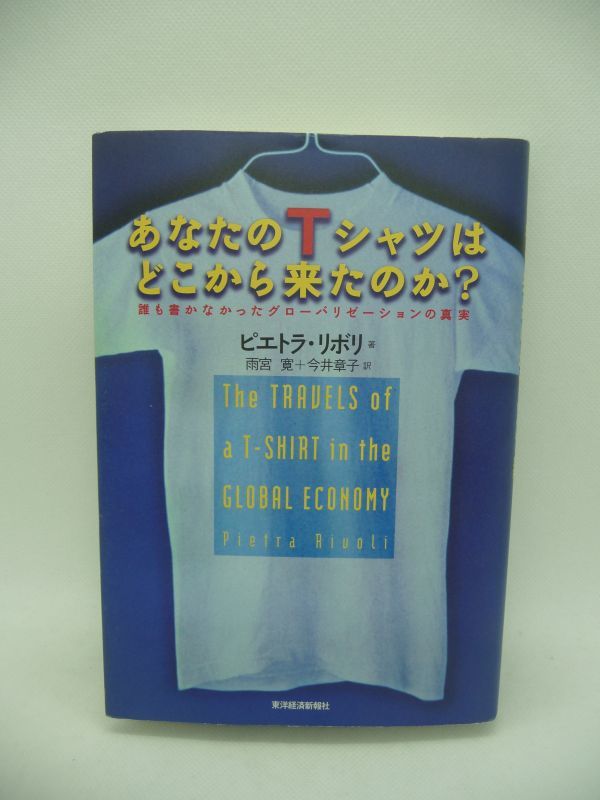 あなたのTシャツは
どこから来たのか?
誰も書かなかったグローバリゼーションの真実
ピエトラ・リボリ 著
雨宮 寛+今井章子 訳
The TRAVELS of
a T-SHIRT in the
GLOBAL ECONOMY
Pietra Rivoli
東洋経済新報社